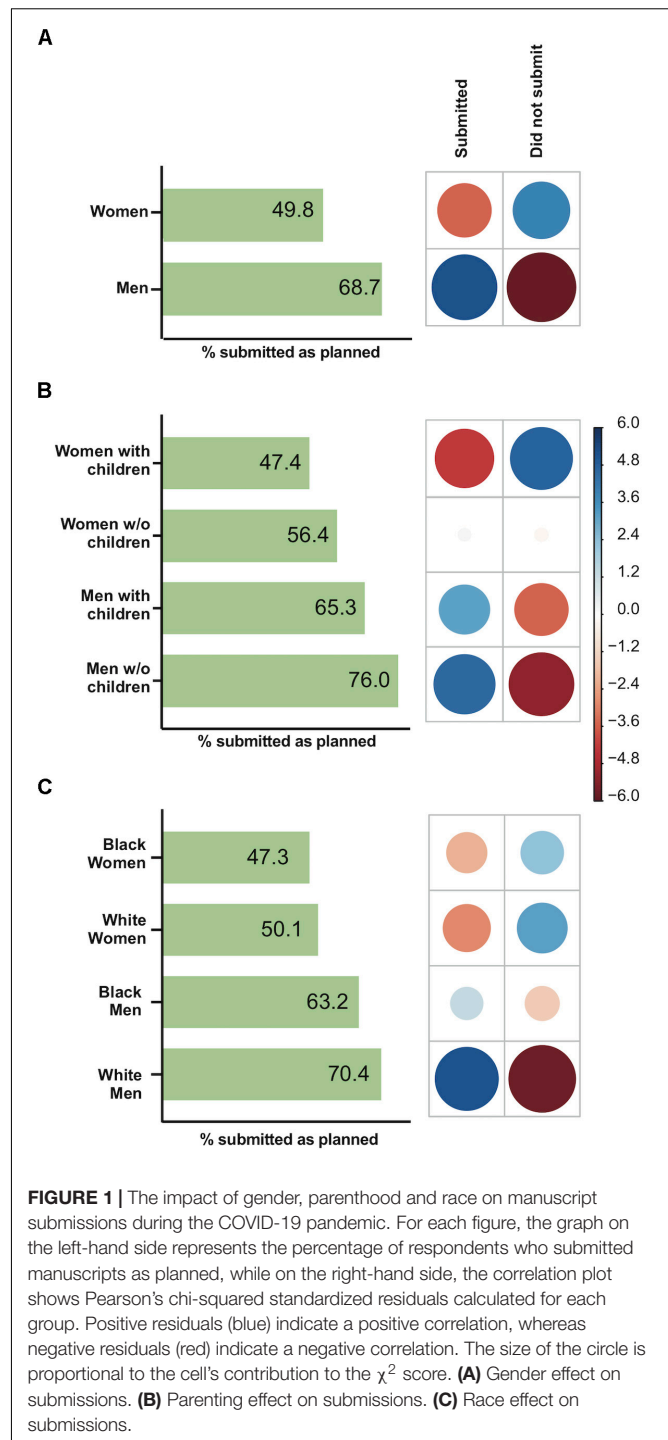 A
Submitted
Did not submit
Women
49.8
Men
68.7
% submitted as planned
B
Women with
children
47.4
Women w/o
children
56.4
Men with
children
65.3
Men w/o
children
76.0
% submitted as planned
6.0
4.8
3.6
2.4
1.2
0.0
−1.2
−2.4
−3.6
−4.8
−6.0
C
Black
Women
47.3
White
Women
50.1
Black
Men
63.2
White
Men
70.4
% submitted as planned
FIGURE 1 | The impact of gender, parenthood and race on manuscript
submissions during the COVID-19 pandemic. For each figure, the graph on
the left-hand side represents the percentage of respondents who submitted
manuscripts as planned, while on the right-hand side, the correlation plot
shows Pearson's chi-squared standardized residuals calculated for each
group. Positive residuals (blue) indicate a positive correlation, whereas
negative residuals (red) indicate a negative correlation. The size of the circle is
proportional to the cell's contribution to the χ² score. (A) Gender effect on
submissions. (B) Parenting effect on submissions. (C) Race effect on
submissions.